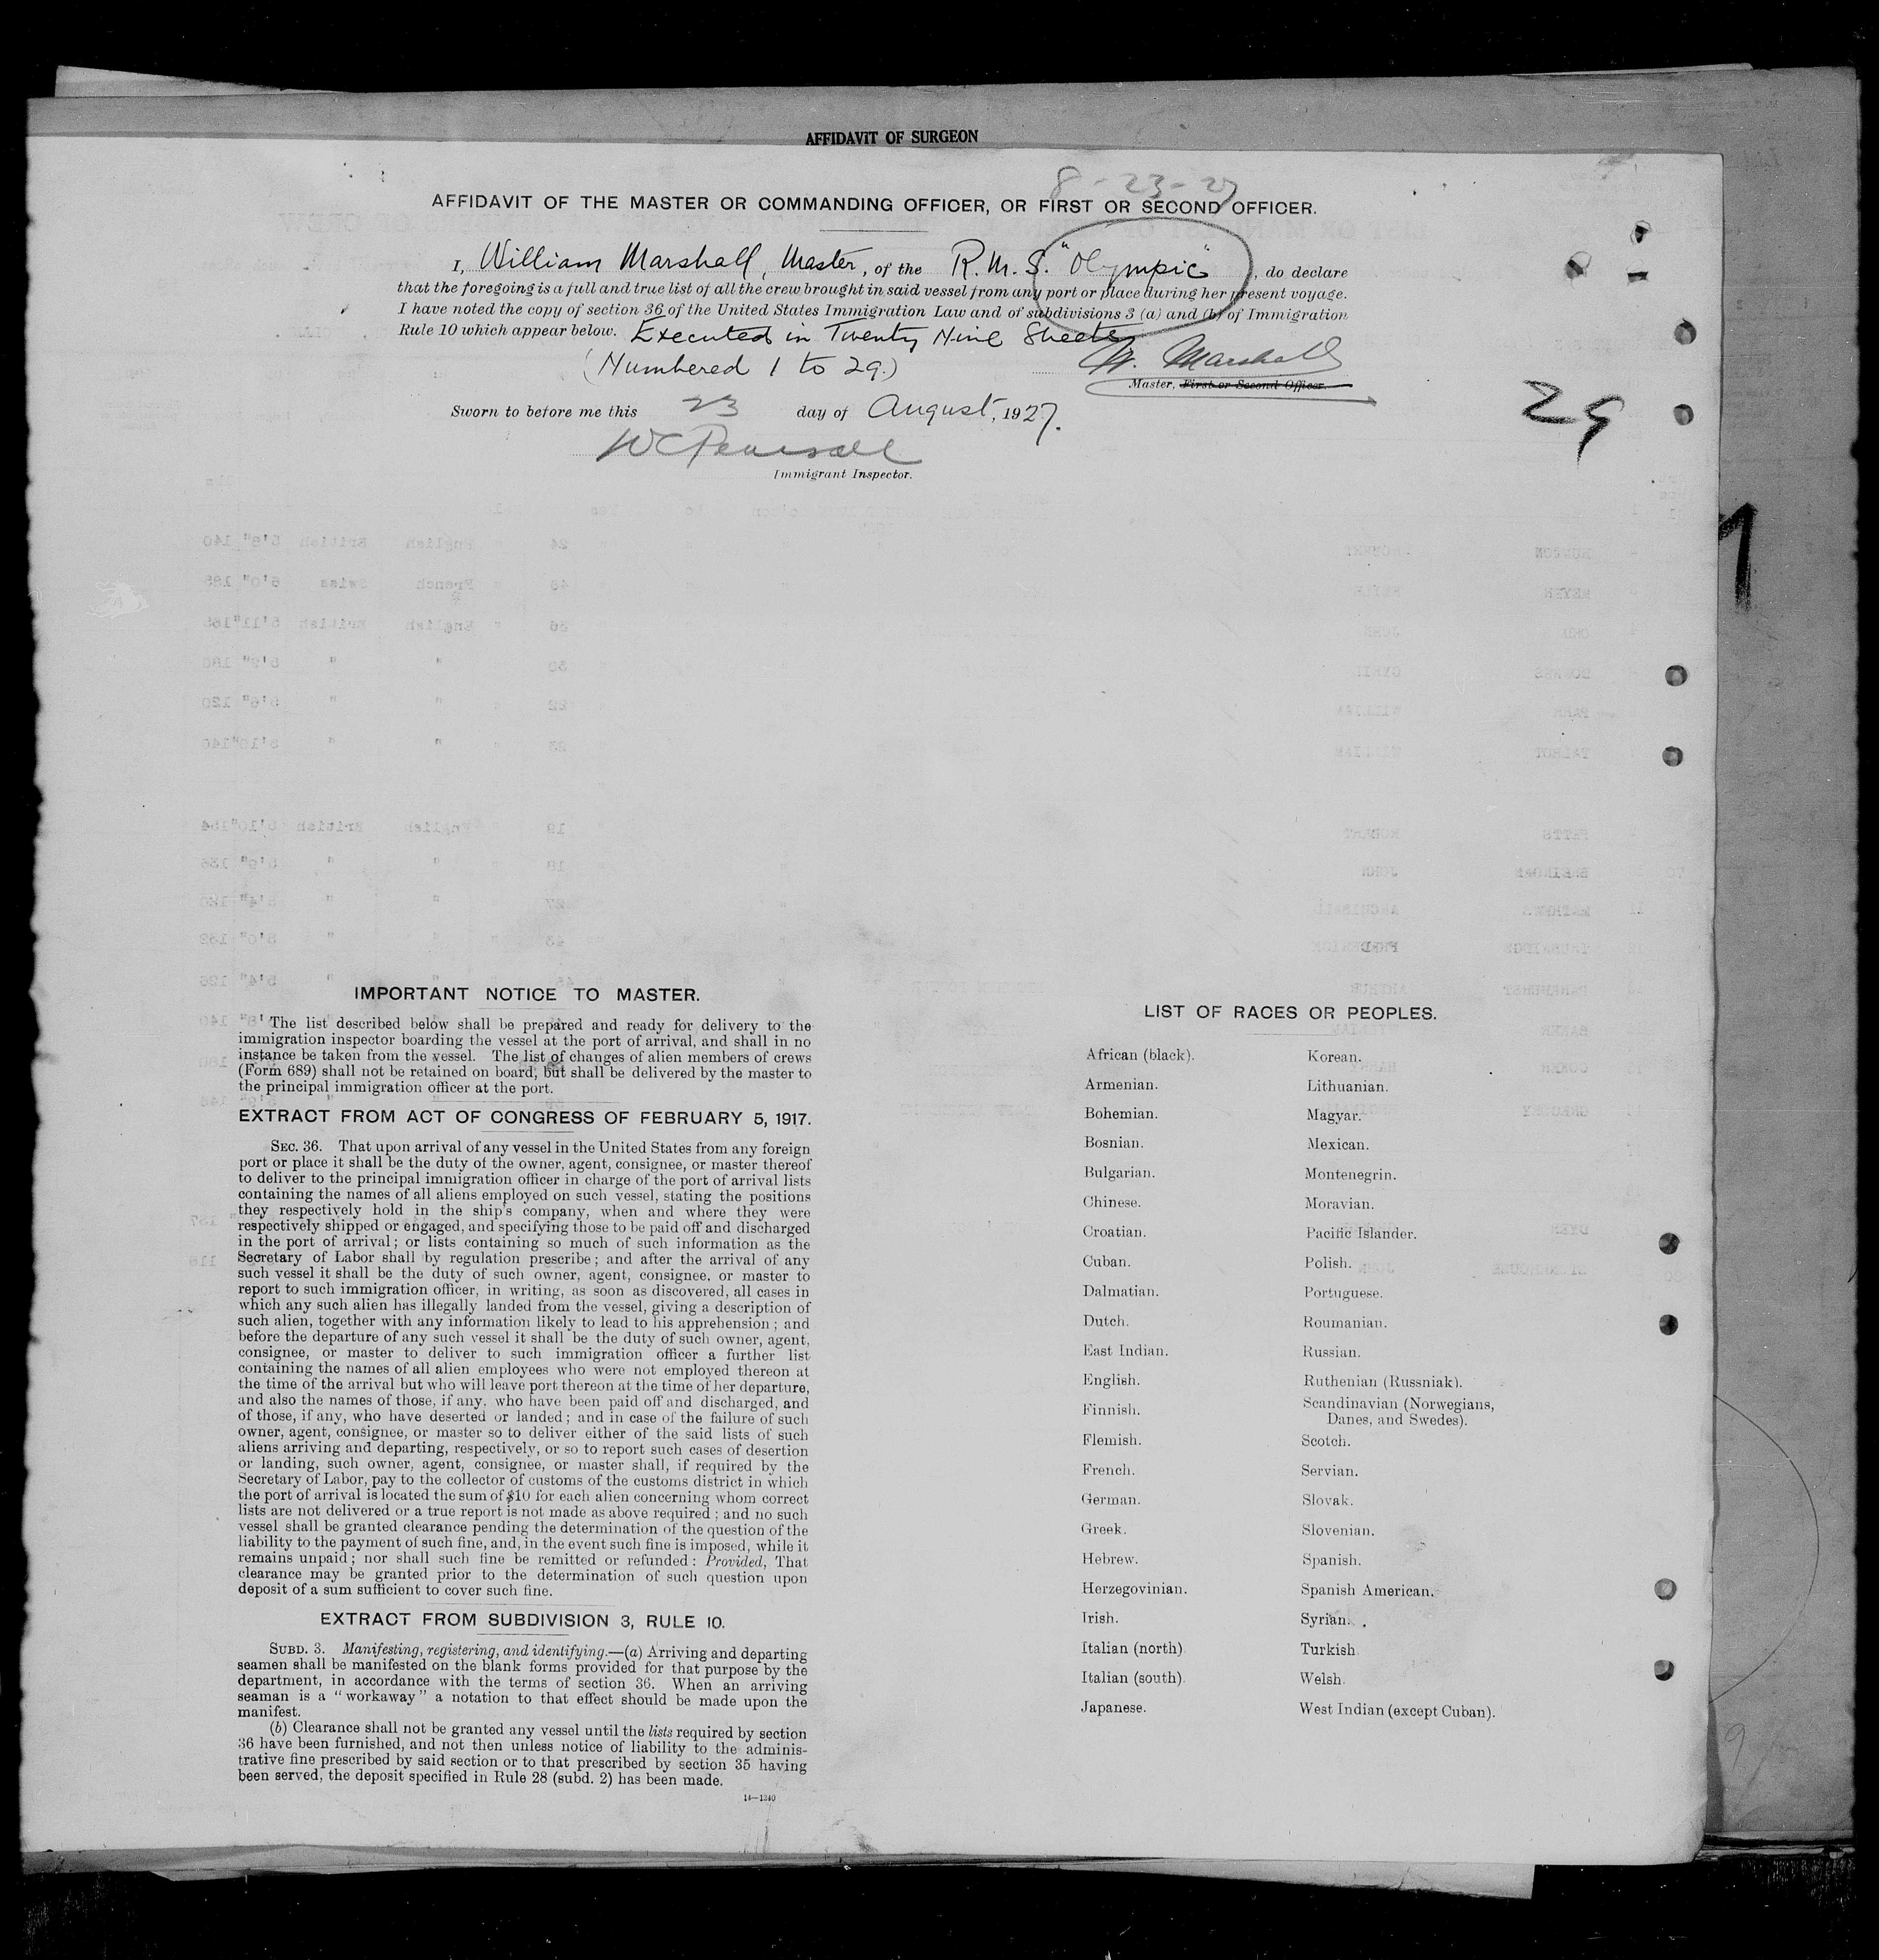 AFFIDAVIT OF SURGEON
8-23-27
AFFIDAVIT OF THE MASTER OR COMMANDING OFFICER, OR FIRST OR SECOND OFFICER.
I, William Marshall, Master, of the R.M.S. "Olympic", do declare
that the foregoing is a full and true list of all the crew brought in said vessel from any port or place during her present voyage.
I have noted the copy of section 36 of the United States Immigration Law and of subdivisions 3 (a) and (b) of Immigration
Rule 10 which appear below. Executed in Twenty Nine Sheets
(Numbered 1 to 29.)
W. Marshall
Master, First or Second Officer.
29
Sworn to before me this 23 day of August, 1927.
Immigrant Inspector.
IMPORTANT NOTICE TO MASTER.
The list described below shall be prepared and ready for delivery to the
immigration inspector boarding the vessel at the port of arrival, and shall in no
instance be taken from the vessel. The list of changes of alien members of crews
(Form 689) shall not be retained on board, but shall be delivered by the master to
the principal immigration officer at the port.
EXTRACT FROM ACT OF CONGRESS OF FEBRUARY 5, 1917.
SEC. 36. That upon arrival of any vessel in the United States from any foreign
port or place it shall be the duty of the owner, agent, consignee, or master thereof
to deliver to the principal immigration officer in charge of the port of arrival lists
containing the names of all aliens employed on such vessel, stating the positions
they respectively hold in the ship's company, when and where they were
respectively shipped or engaged, and specifying those to be paid off and discharged
in the port of arrival; or lists containing so much of such information as the
Secretary of Labor shall by regulation prescribe; and after the arrival of any
such vessel it shall be the duty of such owner, agent, consignee, or master to
report to such immigration officer, in writing, as soon as discovered, all cases in
which any such alien has illegally landed from the vessel, giving a description of
such alien, together with any information likely to lead to his apprehension; and
before the departure of any such vessel it shall be the duty of such owner, agent,
consignee, or master to deliver to such immigration officer a further list
containing the names of all alien employees who were not employed thereon at
the time of the arrival but who will leave port thereon at the time of her departure,
and also the names of those, if any, who have been paid off and discharged, and
of those, if any, who have deserted or landed; and in case of the failure of such
owner, agent, consignee, or master so to deliver either of the said lists of such
aliens arriving and departing, respectively, or so to report such cases of desertion
or landing, such owner, agent, consignee, or master shall, if required by the
Secretary of Labor, pay to the collector of customs of the customs district in which
the port of arrival is located the sum of $10 for each alien concerning whom correct
lists are not delivered or a true report is not made as above required; and no such
vessel shall be granted clearance pending the determination of the question of the
liability to the payment of such fine, and, in the event such fine is imposed, while it
remains unpaid; nor shall such fine be remitted or refunded: Provided, That
clearance may be granted prior to the determination of such question upon
deposit of a sum sufficient to cover such fine.
EXTRACT FROM SUBDIVISION 3, RULE 10.
SUBD. 3. Manifesting, registering, and identifying.—(a) Arriving and departing
seamen shall be manifested on the blank forms provided for that purpose by the
department, in accordance with the terms of section 36. When an arriving
seaman is a "workaway" a notation to that effect should be made upon the
manifest.
(b) Clearance shall not be granted any vessel until the lists required by section
36 have been furnished, and not then unless notice of liability to the adminis-
trative fine prescribed by said section or to that prescribed by section 35 having
been served, the deposit specified in Rule 28 (subd. 2) has been made.
14—1240
LIST OF RACES OR PEOPLES.
African (black). Korean.
Armenian. Lithuanian.
Bohemian. Magyar.
Bosnian. Mexican.
Bulgarian. Montenegrin.
Chinese. Moravian.
Croatian. Pacific Islander.
Cuban. Polish.
Dalmatian. Portuguese.
Dutch. Roumanian.
East Indian. Russian.
English. Ruthenian (Russniak).
Finnish. Scandinavian (Norwegians,
Danes, and Swedes).
Flemish. Scotch.
French. Servian.
German. Slovak.
Greek. Slovenian.
Hebrew. Spanish.
Herzegovinian. Spanish American.
Irish. Syrian.
Italian (north). Turkish.
Italian (south). Welsh.
Japanese. West Indian (except Cuban).